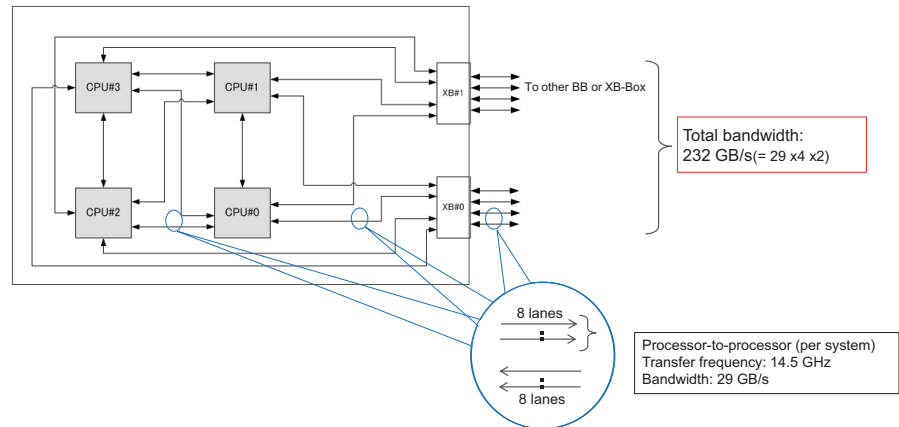 CPU#3
CPU#1
XB#1
To other BB or XB-Box
Total bandwidth:
232 GB/s(= 29 x4 x2)
CPU#2
CPU#0
XB#0
8 lanes
8 lanes
Processor-to-processor (per system)
Transfer frequency: 14.5 GHz
Bandwidth: 29 GB/s